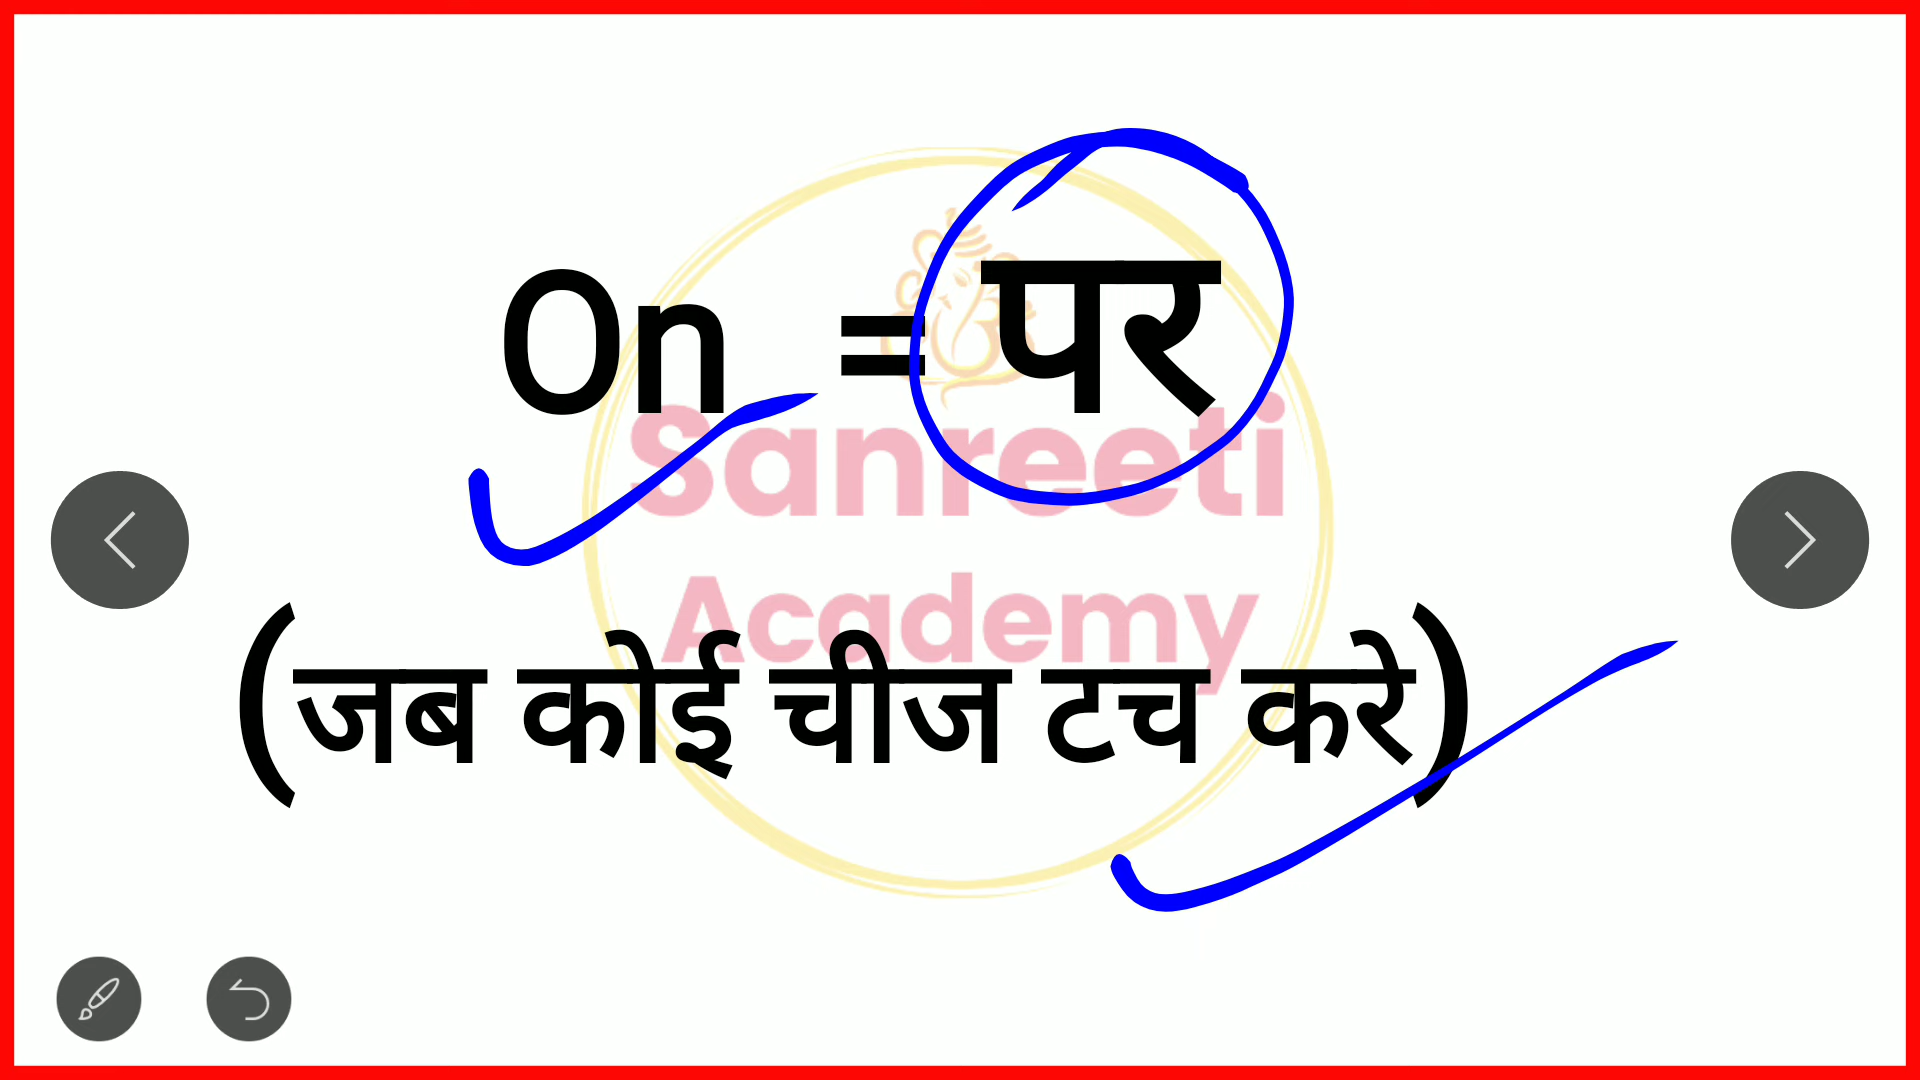 On = पर
Sanreeti
Academy
(जब कोई चीज टच करे)